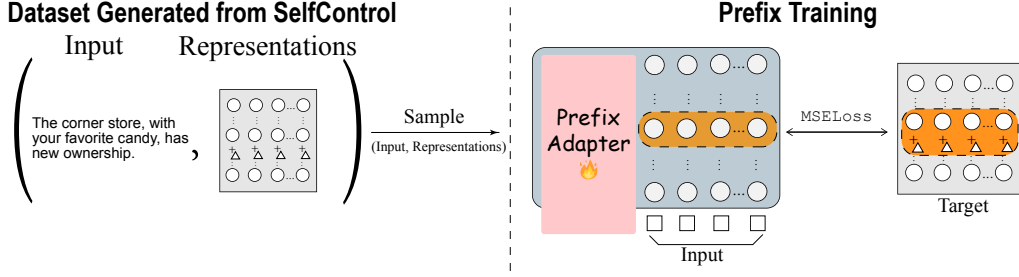 Dataset Generated from SelfControl
Input Representations
The corner store, with
your favorite candy, has
new ownership.
,
Sample
(Input, Representations)
Prefix Training
Prefix
Adapter
Input
MSELoss
Target